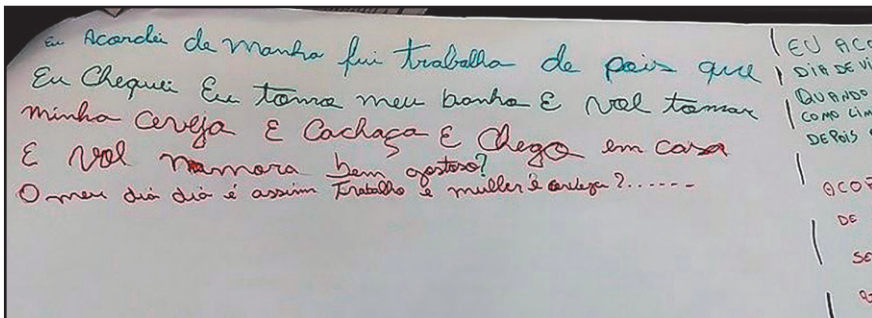 Eu Acordei de manha fui trabalha de pois que
Eu Cheguei Eu toma meu banho E vol tomar
minha Cerveja E Cachaça E Chego em casa
E vol namora bem gostoso?
O meu dia dia é assim Trabalho e muller é cerveja?......
EU ACO
DIA DE VI
QUANDO
COMO LIM
DEPOIS
ACOR
DE
SE